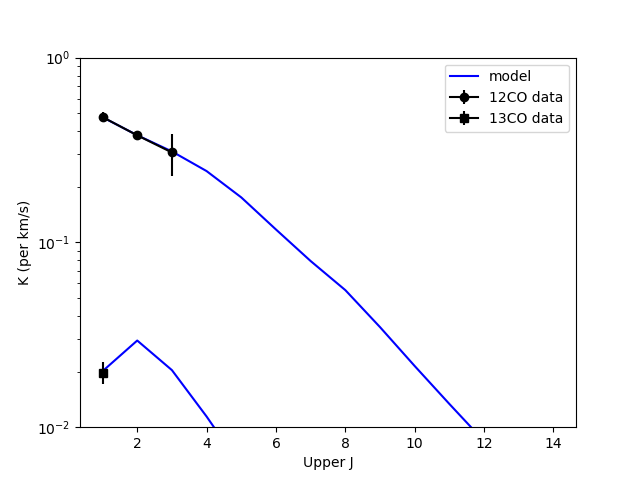 model
12CO data
13CO data
10⁰
10⁻¹
10⁻²
K (per km/s)
2 4 6 8 10 12 14
Upper J